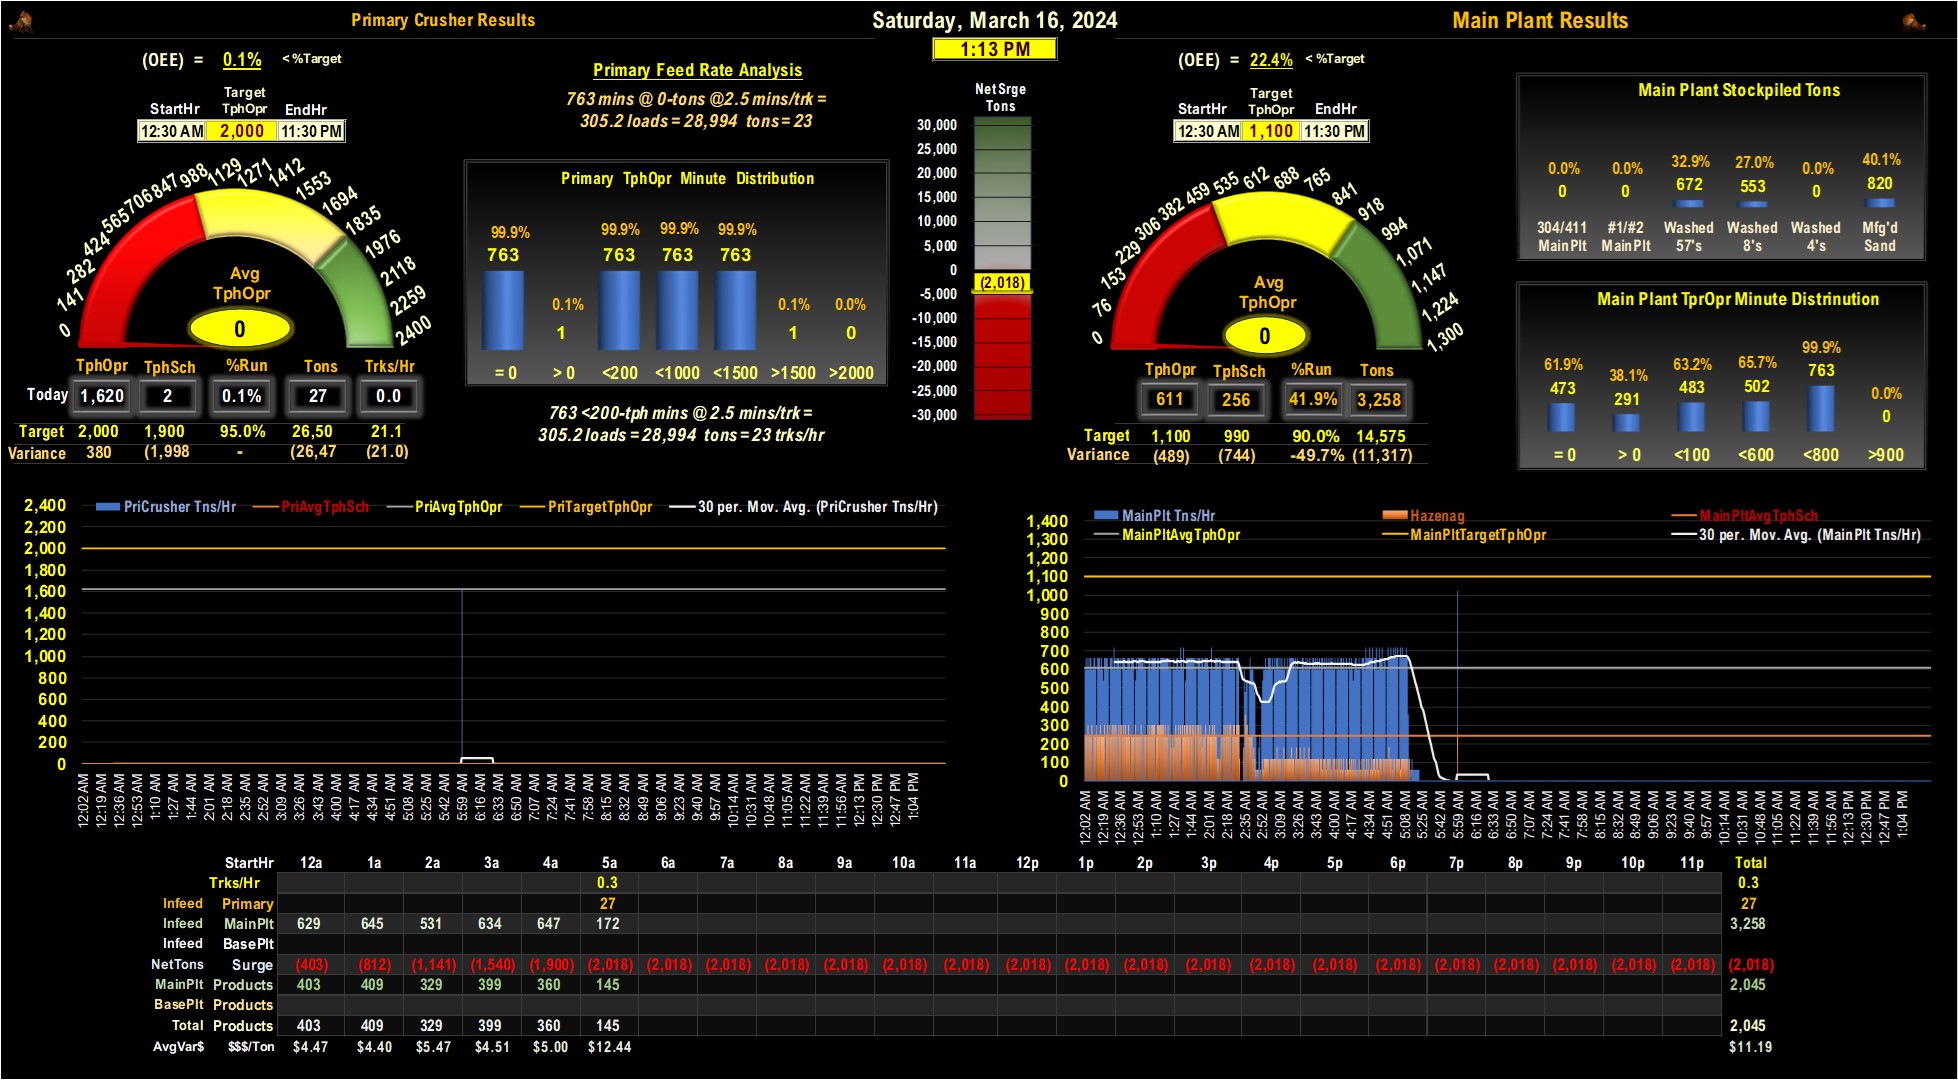 Primary Crusher Results
Saturday, March 16, 2024
Main Plant Results
1:13 PM
(OEE) = 0.1% < %Target
Target
StartHr TphOpr EndHr
12:30 AM 2,000 11:30 PM
0 141 282 424 565 706 847 988 1129 1271 1412 1553 1694 1835 1976 2118 2259 2400
Avg
TphOpr
0
TphOpr TphSch %Run Tons Trks/Hr
Today 1,620 2 0.1% 27 0.0
Target 2,000 1,900 95.0% 26,50 21.1
Variance 380 (1,998 - (26,47 (21.0)
Primary Feed Rate Analysis
763 mins @ 0-tons @2.5 mins/trk =
305.2 loads = 28,994 tons = 23
Primary TphOpr Minute Distribution
99.9% 0.1% 99.9% 99.9% 99.9% 0.1% 0.0%
763 1 763 763 763 1 0
= 0 > 0 <200 <1000 <1500 >1500 >2000
763 <200-tph mins @ 2.5 mins/trk =
305.2 loads = 28,994 tons = 23 trks/hr
Net Srge
Tons
30,000
25,000
20,000
15,000
10,000
5,000
0
(2,018)
-5,000
-10,000
-15,000
-20,000
-25,000
-30,000
(OEE) = 22.4% < %Target
Target
StartHr TphOpr EndHr
12:30 AM 1,100 11:30 PM
0 76 153 229 306 382 459 535 612 688 765 841 918 994 1,071 1,147 1,224 1,300
Avg
TphOpr
0
TphOpr TphSch %Run Tons
611 256 41.9% 3,258
Target 1,100 990 90.0% 14,575
Variance (489) (744) -49.7% (11,317)
Main Plant Stockpiled Tons
0.0% 0.0% 32.9% 27.0% 0.0% 40.1%
0 0 672 553 0 820
304/411 #1/#2 Washed Washed Washed Mfg'd
Main Plt Main Plt 57's 8's 4's Sand
Main Plant TprOpr Minute Distrinution
61.9% 38.1% 63.2% 65.7% 99.9% 0.0%
473 291 483 502 763 0
= 0 > 0 <100 <600 <800 >900
PriCrusher Tns/Hr PriAvgTphSch PriAvgTphOpr PriTargetTphOpr 30 per. Mov. Avg. (PriCrusher Tns/Hr)
2,400
2,200
2,000
1,800
1,600
1,400
1,200
1,000
800
600
400
200
0
12:02 AM 12:19 AM 12:36 AM 12:53 AM 1:10 AM 1:27 AM 1:44 AM 2:01 AM 2:18 AM 2:35 AM 2:52 AM 3:09 AM 3:26 AM 3:43 AM 4:00 AM 4:17 AM 4:34 AM 4:51 AM 5:08 AM 5:25 AM 5:42 AM 5:59 AM 6:16 AM 6:33 AM 6:50 AM 7:07 AM 7:24 AM 7:41 AM 7:58 AM 8:15 AM 8:32 AM 8:49 AM 9:06 AM 9:23 AM 9:40 AM 9:57 AM 10:14 AM 10:31 AM 10:48 AM 11:05 AM 11:22 AM 11:39 AM 11:56 AM 12:13 PM 12:30 PM 12:47 PM 1:04 PM
MainPlt Tns/Hr Hazenag MainPltAvgTphSch
MainPltAvgTphOpr MainPltTargetTphOpr 30 per. Mov. Avg. (MainPlt Tns/Hr)
1,400
1,300
1,200
1,100
1,000
900
800
700
600
500
400
300
200
100
0
12:02 AM 12:19 AM 12:36 AM 12:53 AM 1:10 AM 1:27 AM 1:44 AM 2:01 AM 2:18 AM 2:35 AM 2:52 AM 3:09 AM 3:26 AM 3:43 AM 4:00 AM 4:17 AM 4:34 AM 4:51 AM 5:08 AM 5:25 AM 5:42 AM 5:59 AM 6:16 AM 6:33 AM 6:50 AM 7:07 AM 7:24 AM 7:41 AM 7:58 AM 8:15 AM 8:32 AM 8:49 AM 9:06 AM 9:23 AM 9:40 AM 9:57 AM 10:14 AM 10:31 AM 10:48 AM 11:05 AM 11:22 AM 11:39 AM 11:56 AM 12:13 PM 12:30 PM 12:47 PM 1:04 PM
StartHr 12a 1a 2a 3a 4a 5a 6a 7a 8a 9a 10a 11a 12p 1p 2p 3p 4p 5p 6p 7p 8p 9p 10p 11p Total
Trks/Hr 0.3 0.3
Infeed Primary 27 27
Infeed MainPlt 629 645 531 634 647 172 3,258
Infeed BasePlt
NetTons Surge (403) (812) (1,141) (1,540) (1,900) (2,018) (2,018) (2,018) (2,018) (2,018) (2,018) (2,018) (2,018) (2,018) (2,018) (2,018) (2,018) (2,018) (2,018) (2,018) (2,018) (2,018) (2,018) (2,018) (2,018)
MainPlt Products 403 409 329 399 360 145 2,045
BasePlt Products
Total Products 403 409 329 399 360 145 2,045
AvgVar$ $$$/Ton $4.47 $4.40 $5.47 $4.51 $5.00 $12.44 $11.19